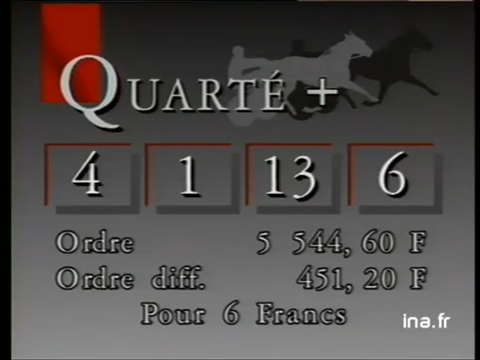 QUARTÉ +
4 1 13 6
Ordre 5 544, 60 F
Ordre diff. 451, 20 F
Pour 6 Francs
ina.fr